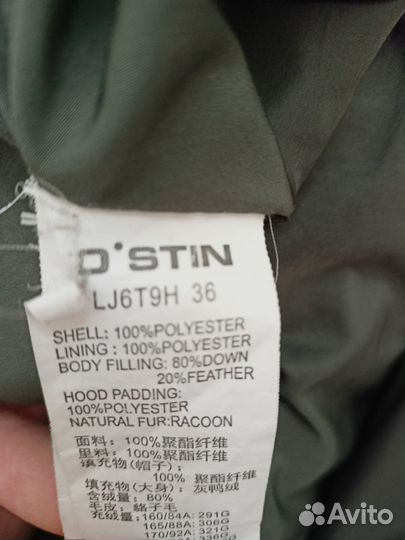 O'STIN
LJ6T9H 36
SHELL: 100%POLYESTER
LINING : 100%POLYESTER
BODY FILLING: 80%DOWN
20%FEATHER
HOOD PADDING:
100%POLYESTER
NATURAL FUR:RACOON
面料: 100%聚酯纤维
里料: 100%聚酯纤维
填充物(帽子):
100% 聚酯纤维
填充物(大身): 灰鸭绒
含绒量: 80%
毛皮: 貉子毛
充绒量: 160/84A: 291G
165/88A: 306G
170/92A: 321G
336G
Avito